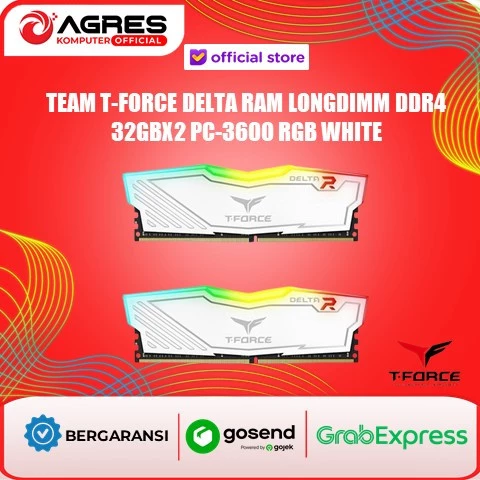 AGRES
KOMPUTER OFFICIAL
official store
TEAM T-FORCE DELTA RAM LONGDIMM DDR4
32GBX2 PC-3600 RGB WHITE
DELTA R
T-FORCE
DELTA R
T-FORCE
T-FORCE
BERGARANSI
gosend
Powered by gojek
GrabExpress